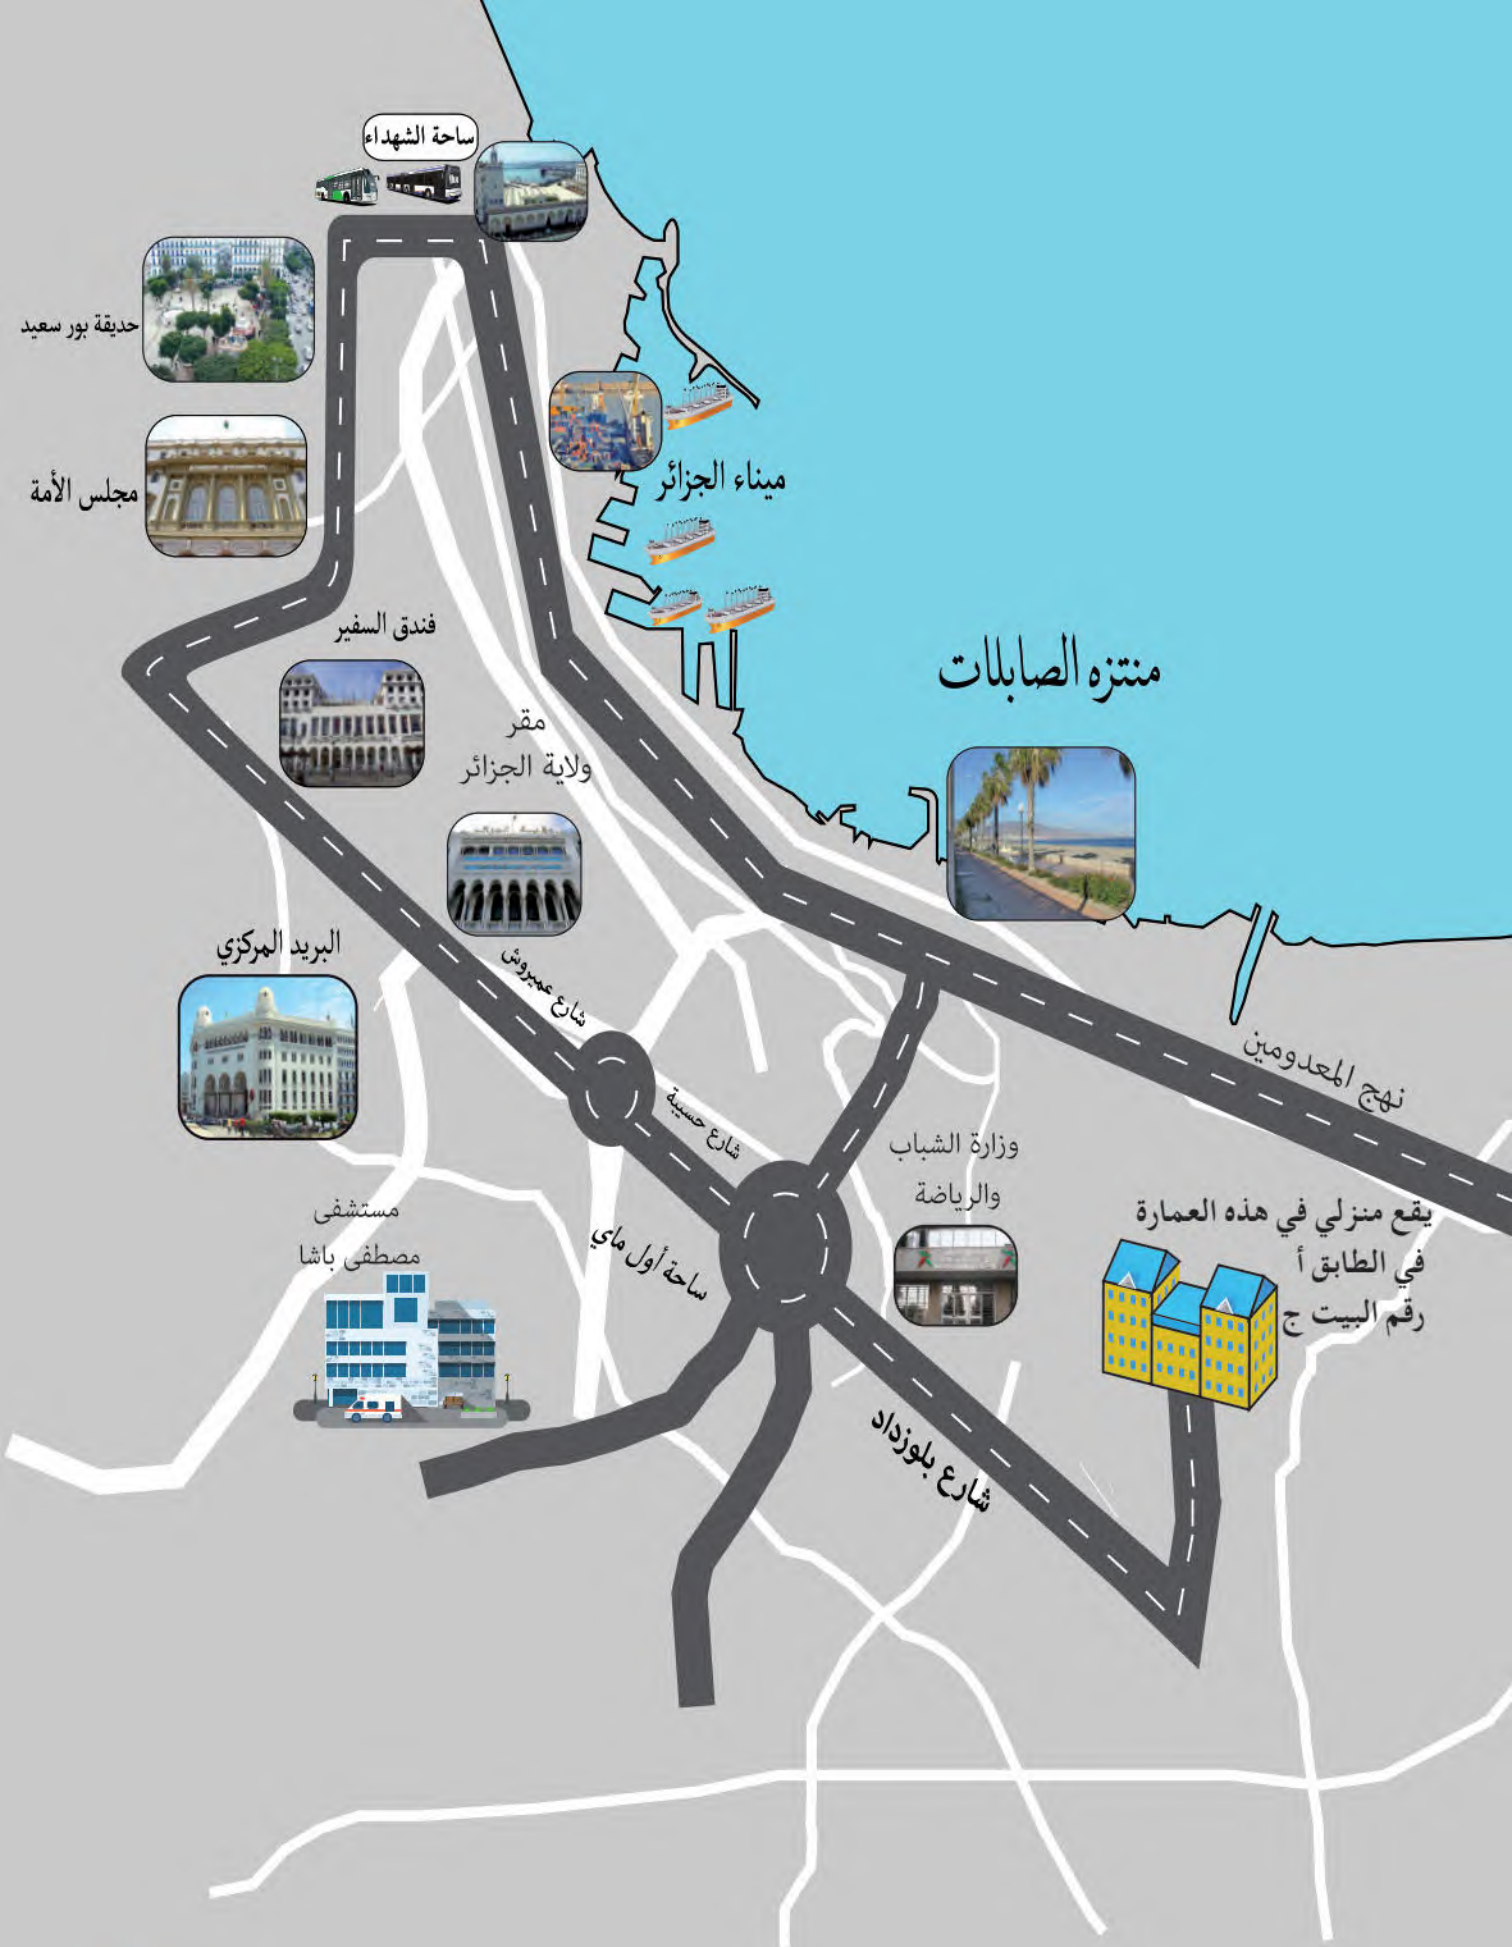 ساحة الشهداء
حديقة بور سعيد
مجلس الأمة
ميناء الجزائر
فندق السفير
منتزه الصابلات
مقر
ولاية الجزائر
البريد المركزي
شارع عميروش
نهج المعدومين
شارع حسيبة
وزارة الشباب
والرياضة
مستشفى
مصطفى باشا
ساحة أول ماي
يقع منزلي في هذه العمارة
في الطابق أ
رقم البيت ج
شارع بلوزداد